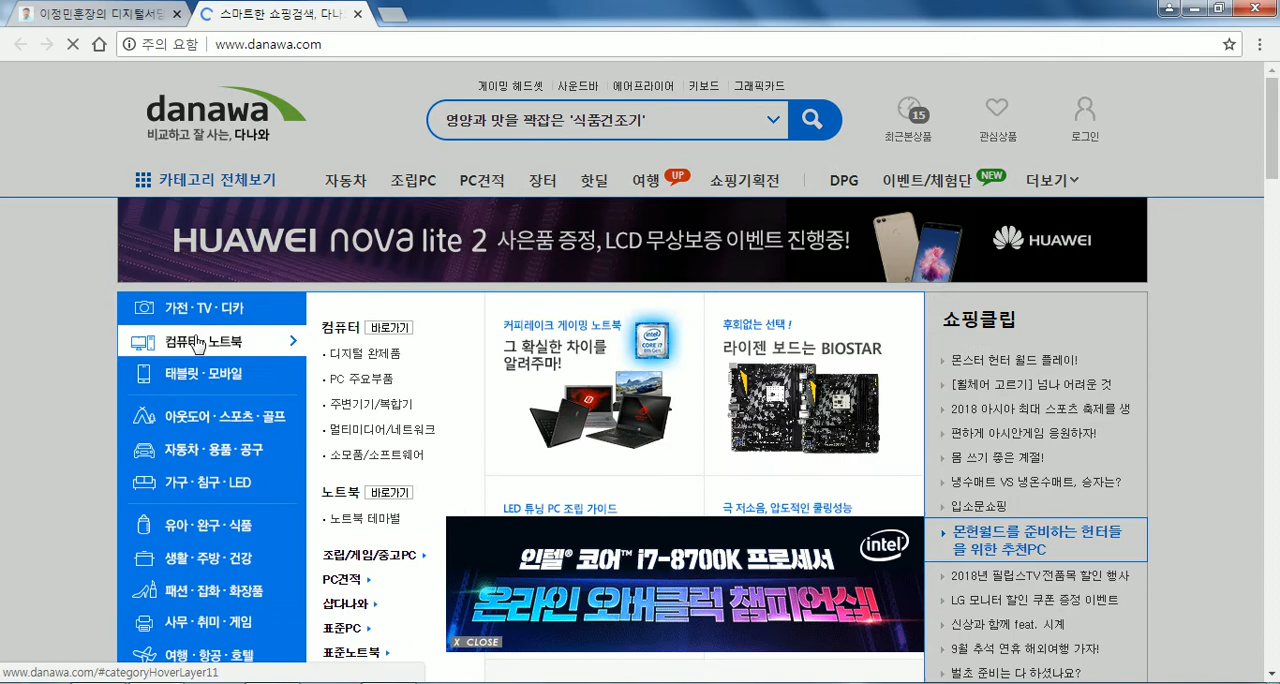 이정민훈장의 디지털서당
스마트한 쇼핑검색, 다나
주의 요함 www.danawa.com
게이밍 헤드셋 사운드바 에어프라이어 키보드 그래픽카드
danawa
비교하고 잘 사는, 다나와
영양과 맛을 꽉잡은 '식품건조기'
15
최근본상품 관심상품 로그인
카테고리 전체보기 자동차 조립PC PC견적 장터 핫딜 여행 UP 쇼핑기획전 DPG 이벤트/체험단 NEW 더보기
HUAWEI nova lite 2 사은품 증정, LCD 무상보증 이벤트 진행중! HUAWEI
가전·TV·디카
컴퓨터·노트북
태블릿·모바일
아웃도어·스포츠·골프
자동차·용품·공구
가구·침구·LED
유아·완구·식품
생활·주방·건강
패션·잡화·화장품
사무·취미·게임
여행·항공·호텔
컴퓨터 바로가기
· 디지털 완제품
· PC 주요부품
· 주변기기/복합기
· 멀티미디어/네트워크
· 소모품/소프트웨어
노트북 바로가기
· 노트북 테마별
조립/게임/중고PC
PC견적
샵다나와
표준PC
표준노트북
커피레이크 게이밍 노트북
그 확실한 차이를
알려주마!
intel
CORE i7
8th Gen
후회없는 선택!
라이젠 보드는 BIOSTAR
LED 튜닝 PC 조립 가이드
극 저소음, 압도적인 쿨링성능
인텔® 코어™ i7-8700K 프로세서
intel
온라인 오버클럭 챔피언십!
X CLOSE
쇼핑클립
몬스터 헌터 월드 플레이!
[휠체어 고르기] 넘나 어려운 것
2018 아시아 최대 스포츠 축제를 생
편하게 아시안게임 응원하자!
몸 쓰기 좋은 계절!
냉수매트 VS 냉온수매트, 승자는?
입소문쇼핑
몬헌월드를 준비하는 헌터들
을 위한 추천PC
2018년 필립스TV전품목 할인 행사
LG 모니터 할인 쿠폰 증정 이벤트
신상과 함께 feat. 시계
9월 추석 연휴 해외여행 가자!
벌초 준비는 다 하셨나요?
www.danawa.com/#categoryHoverLayer11